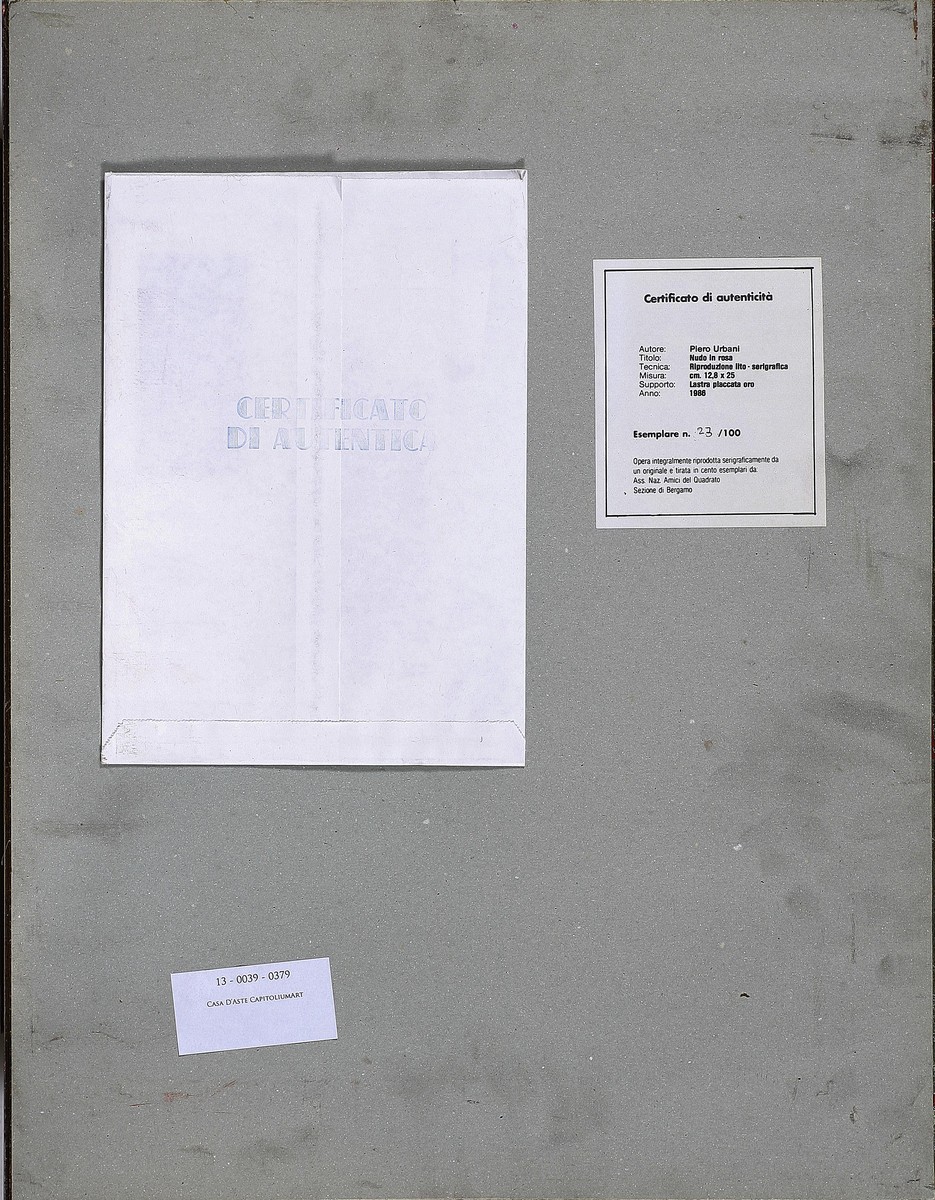 CERTIFICATO
DI AUTENTICA
Certificato di autenticità
Autore: Piero Urbani
Titolo: Nudo in rosa
Tecnica: Riproduzione lito - serigrafica
Misura: cm. 12,8 x 25
Supporto: Lastra placcata oro
Anno: 1986
Esemplare n. 23 /100
Opera integralmente riprodotta serigraficamente da
un originale e tirata in cento esemplari da:
Ass. Naz. Amici del Quadrato
Sezione di Bergamo
13 - 0039 - 0379
Casa D'Aste CapitoliumArt